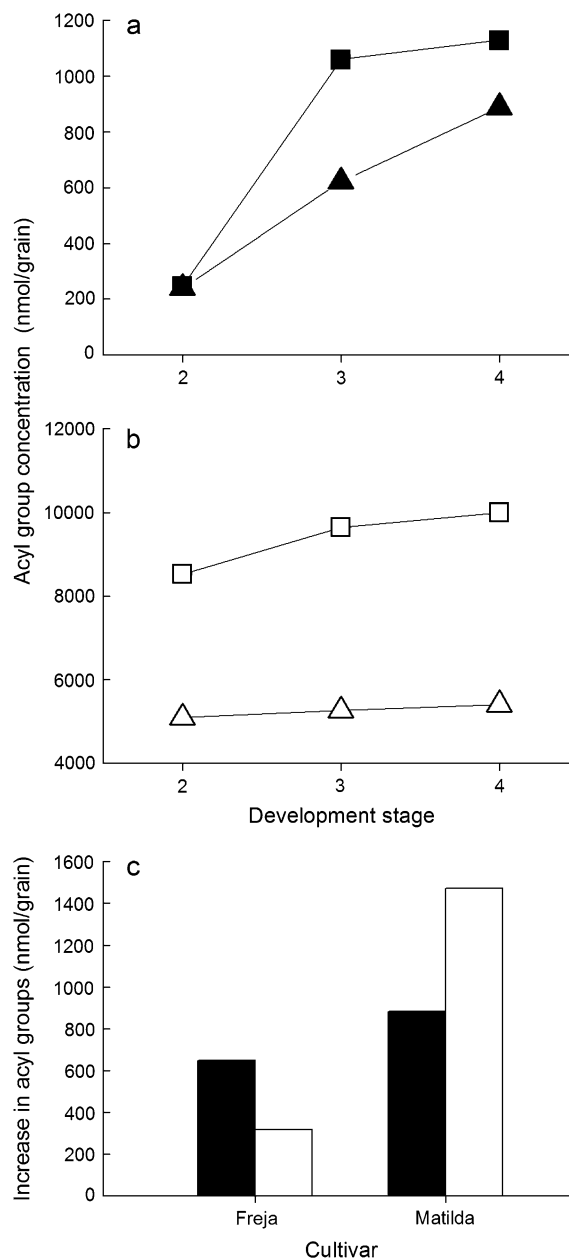 a
1200
1000
800
600
400
200
0
2 3 4
Acyl group concentration (nmol/grain)
b
12000
10000
8000
6000
4000
2 3 4
Development stage
c
1600
1400
1200
1000
800
600
400
200
0
Increase in acyl groups (nmol/grain)
Freja Matilda
Cultivar